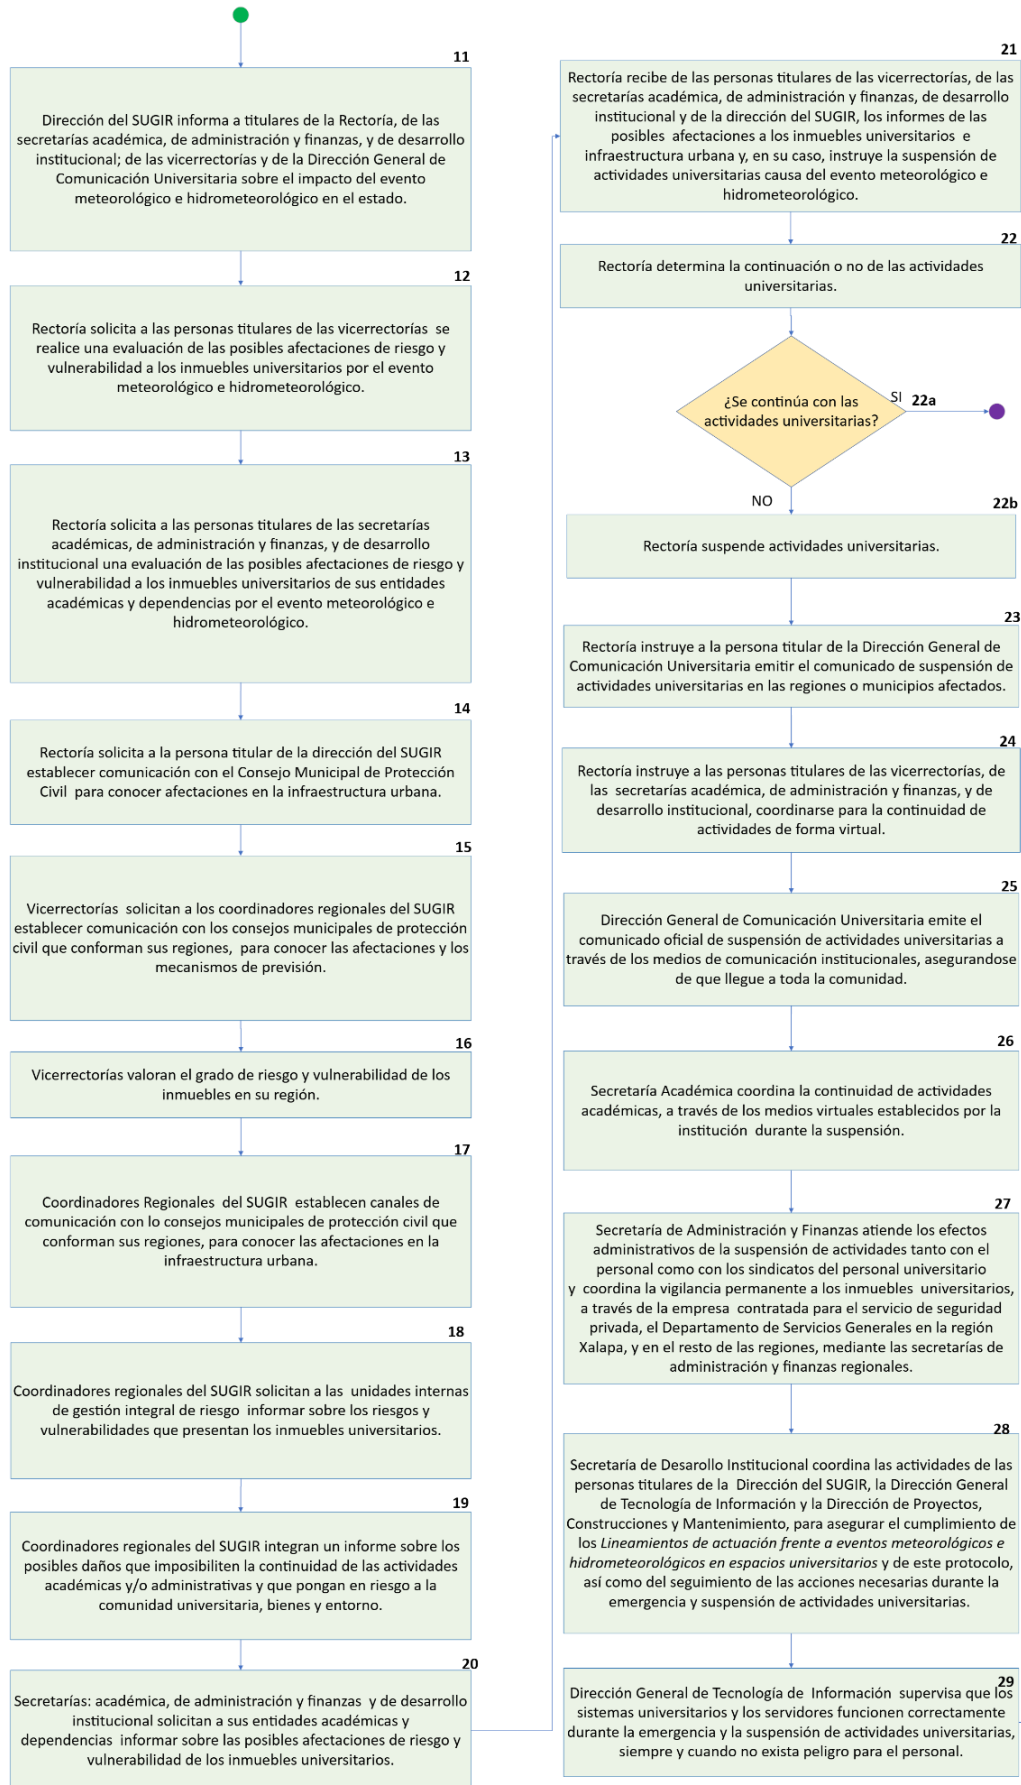 11
Dirección del SUGIR informa a titulares de la Rectoría, de las
secretarías académica, de administración y finanzas, y de desarrollo
institucional; de las vicerrectorías y de la Dirección General de
Comunicación Universitaria sobre el impacto del evento
meteorológico e hidrometeorológico en el estado.
12
Rectoría solicita a las personas titulares de las vicerrectorías se
realice una evaluación de las posibles afectaciones de riesgo y
vulnerabilidad a los inmuebles universitarios por el evento
meteorológico e hidrometeorológico.
13
Rectoría solicita a las personas titulares de las secretarías
académicas, de administración y finanzas, y de desarrollo
institucional una evaluación de las posibles afectaciones de riesgo y
vulnerabilidad a los inmuebles universitarios de sus entidades
académicas y dependencias por el evento meteorológico e
hidrometeorológico.
14
Rectoría solicita a la persona titular de la dirección del SUGIR
establecer comunicación con el Consejo Municipal de Protección
Civil para conocer afectaciones en la infraestructura urbana.
15
Vicerrectorías solicitan a los coordinadores regionales del SUGIR
establecer comunicación con los consejos municipales de protección
civil que conforman sus regiones, para conocer las afectaciones y los
mecanismos de previsión.
16
Vicerrectorías valoran el grado de riesgo y vulnerabilidad de los
inmuebles en su región.
17
Coordinadores Regionales del SUGIR establecen canales de
comunicación con lo consejos municipales de protección civil que
conforman sus regiones, para conocer las afectaciones en la
infraestructura urbana.
18
Coordinadores regionales del SUGIR solicitan a las unidades internas
de gestión integral de riesgo informar sobre los riesgos y
vulnerabilidades que presentan los inmuebles universitarios.
19
Coordinadores regionales del SUGIR integran un informe sobre los
posibles daños que imposibiliten la continuidad de las actividades
académicas y/o administrativas y que pongan en riesgo a la
comunidad universitaria, bienes y entorno.
20
Secretarías: académica, de administración y finanzas y de desarrollo
institucional solicitan a sus entidades académicas y
dependencias informar sobre las posibles afectaciones de riesgo y
vulnerabilidad de los inmuebles universitarios.
21
Rectoría recibe de las personas titulares de las vicerrectorías, de las
secretarías académica, de administración y finanzas, de desarrollo
institucional y de la dirección del SUGIR, los informes de las
posibles afectaciones a los inmuebles universitarios e
infraestructura urbana y, en su caso, instruye la suspensión de
actividades universitarias causa del evento meteorológico e
hidrometeorológico.
22
Rectoría determina la continuación o no de las actividades
universitarias.
¿Se continúa con las
actividades universitarias?
SI 22a
NO
22b
Rectoría suspende actividades universitarias.
23
Rectoría instruye a la persona titular de la Dirección General de
Comunicación Universitaria emitir el comunicado de suspensión de
actividades universitarias en las regiones o municipios afectados.
24
Rectoría instruye a las personas titulares de las vicerrectorías, de
las secretarías académica, de administración y finanzas, y de
desarrollo institucional, coordinarse para la continuidad de
actividades de forma virtual.
25
Dirección General de Comunicación Universitaria emite el
comunicado oficial de suspensión de actividades universitarias a
través de los medios de comunicación institucionales, asegurandose
de que llegue a toda la comunidad.
26
Secretaría Académica coordina la continuidad de actividades
académicas, a través de los medios virtuales establecidos por la
institución durante la suspensión.
27
Secretaría de Administración y Finanzas atiende los efectos
administrativos de la suspensión de actividades tanto con el
personal como con los sindicatos del personal universitario
y coordina la vigilancia permanente a los inmuebles universitarios,
a través de la empresa contratada para el servicio de seguridad
privada, el Departamento de Servicios Generales en la región
Xalapa, y en el resto de las regiones, mediante las secretarías de
administración y finanzas regionales.
28
Secretaría de Desarollo Institucional coordina las actividades de las
personas titulares de la Dirección del SUGIR, la Dirección General
de Tecnología de Información y la Dirección de Proyectos,
Construcciones y Mantenimiento, para asegurar el cumplimiento de
los Lineamientos de actuación frente a eventos meteorológicos e
hidrometeorológicos en espacios universitarios y de este protocolo,
así como del seguimiento de las acciones necesarias durante la
emergencia y suspensión de actividades universitarias.
29
Dirección General de Tecnología de Información supervisa que los
sistemas universitarios y los servidores funcionen correctamente
durante la emergencia y la suspensión de actividades universitarias,
siempre y cuando no exista peligro para el personal.